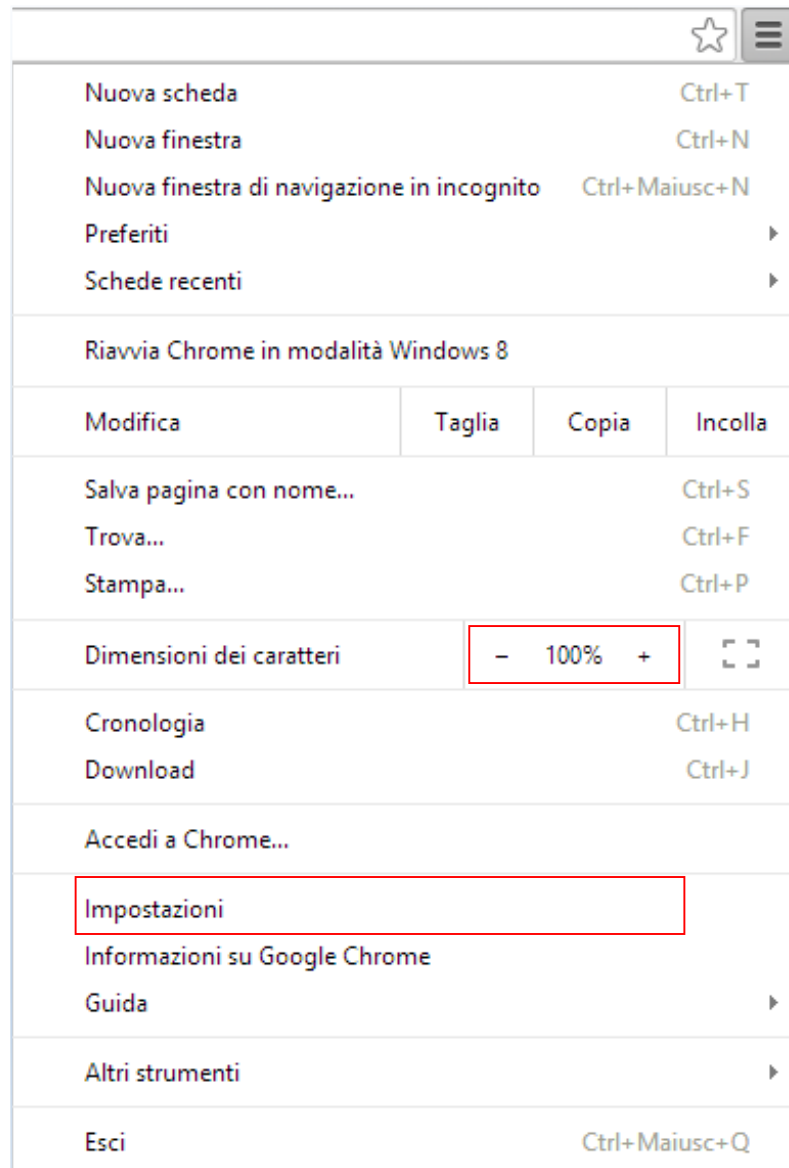 Nuova scheda Ctrl+T
Nuova finestra Ctrl+N
Nuova finestra di navigazione in incognito Ctrl+Maiusc+N
Preferiti
Schede recenti
Riavvia Chrome in modalità Windows 8
Modifica Taglia Copia Incolla
Salva pagina con nome... Ctrl+S
Trova... Ctrl+F
Stampa... Ctrl+P
Dimensioni dei caratteri – 100% +
Cronologia Ctrl+H
Download Ctrl+J
Accedi a Chrome...
Impostazioni
Informazioni su Google Chrome
Guida
Altri strumenti
Esci Ctrl+Maiusc+Q